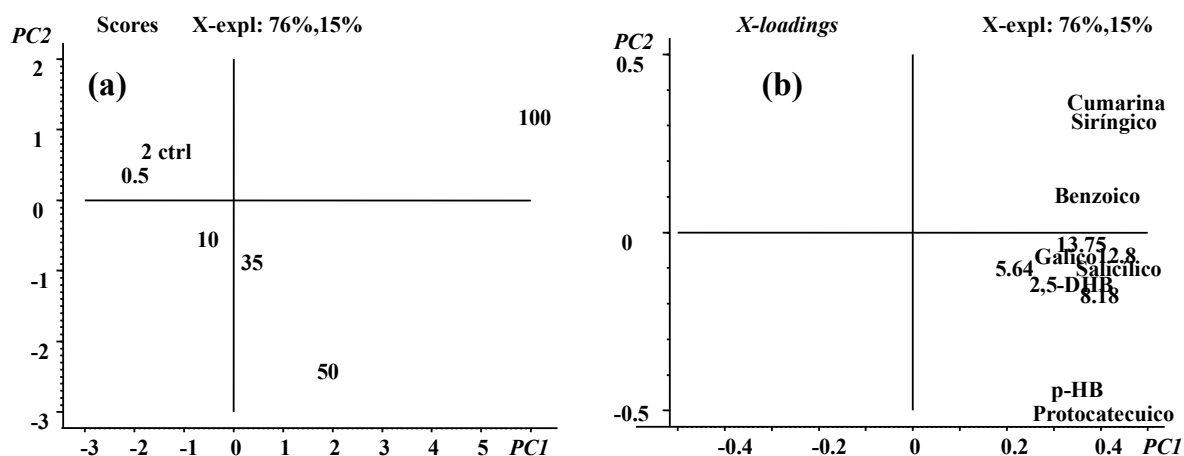 Scores X-expl: 76%,15%
PC2
2
(a)
100
1
2 ctrl
0.5
0
10
35
-1
-2
50
-3
-3 -2 -1 0 1 2 3 4 5 PC1
X-loadings X-expl: 76%,15%
PC2
0.5
(b)
Cumarina
Siríngico
Benzoico
0
13.75
Gálico 12.8
5.64 Salicílico
2,5-DHB
8.18
p-HB
-0.5
Protocatecuico
-0.4 -0.2 0 0.2 0.4 PC1